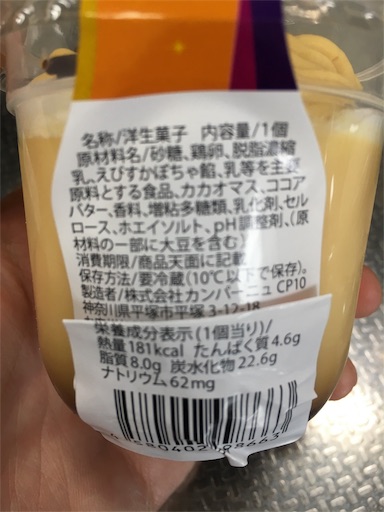 名称/洋生菓子 内容量/1個
原材料名/砂糖、鶏卵、脱脂濃縮
乳、えびすかぼちゃ餡、乳等を主要
原料とする食品、カカオマス、ココア
バター、香料、増粘多糖類、乳化剤、セル
ロース、ホエイソルト、pH調整剤、(原
材料の一部に大豆を含む)
消費期限/商品天面に記載
保存方法/要冷蔵(10℃以下で保存)。
製造者/株式会社カンパーニュ CP10
神奈川県平塚市平塚3-12-18
栄養成分表示(1個当り)/
熱量181kcal たんぱく質4.6g
脂質8.0g 炭水化物22.6g
ナトリウム62mg